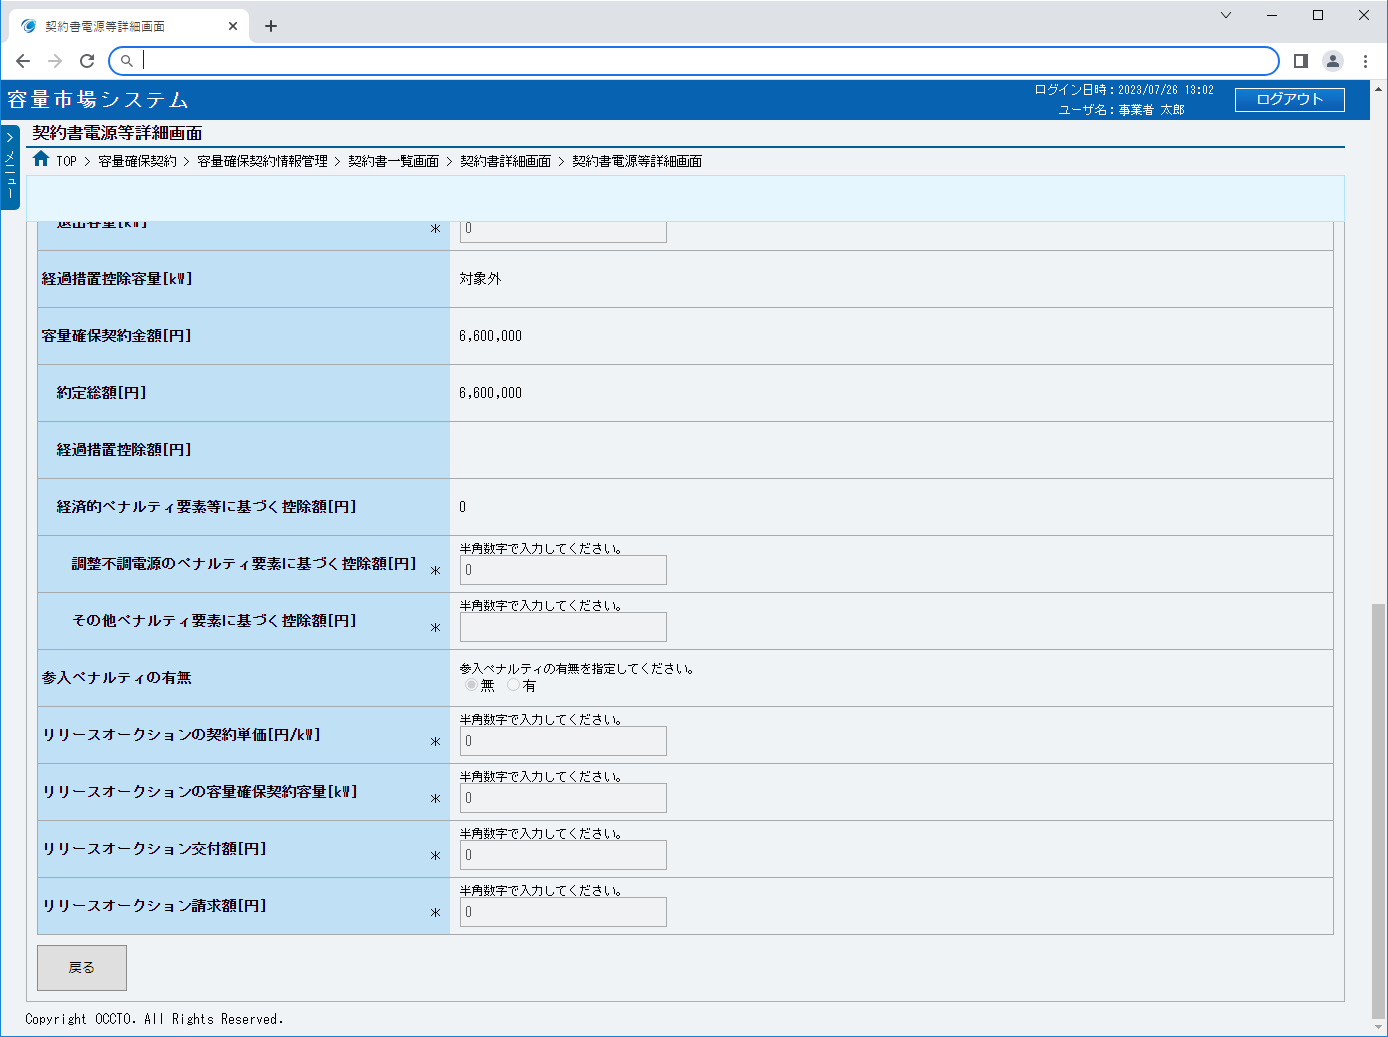 契約書電源等詳細画面
容量市場システム
ログイン日時：2023/07/26 13:02
ユーザ名：事業者 太郎
ログアウト
メニュー
契約書電源等詳細画面
TOP > 容量確保契約 > 容量確保契約情報管理 > 契約書一覧画面 > 契約書詳細画面 > 契約書電源等詳細画面
退出容量[kW] * 0
経過措置控除容量[kW] 対象外
容量確保契約金額[円] 6,600,000
約定総額[円] 6,600,000
経過措置控除額[円]
経済的ペナルティ要素等に基づく控除額[円] 0
半角数字で入力してください。
調整不調電源のペナルティ要素に基づく控除額[円] * 0
半角数字で入力してください。
その他ペナルティ要素に基づく控除額[円] *
参入ペナルティの有無を指定してください。
参入ペナルティの有無 無 有
半角数字で入力してください。
リリースオークションの契約単価[円/kW] * 0
半角数字で入力してください。
リリースオークションの容量確保契約容量[kW] * 0
半角数字で入力してください。
リリースオークション交付額[円] * 0
半角数字で入力してください。
リリースオークション請求額[円] * 0
戻る
Copyright OCCTO. All Rights Reserved.